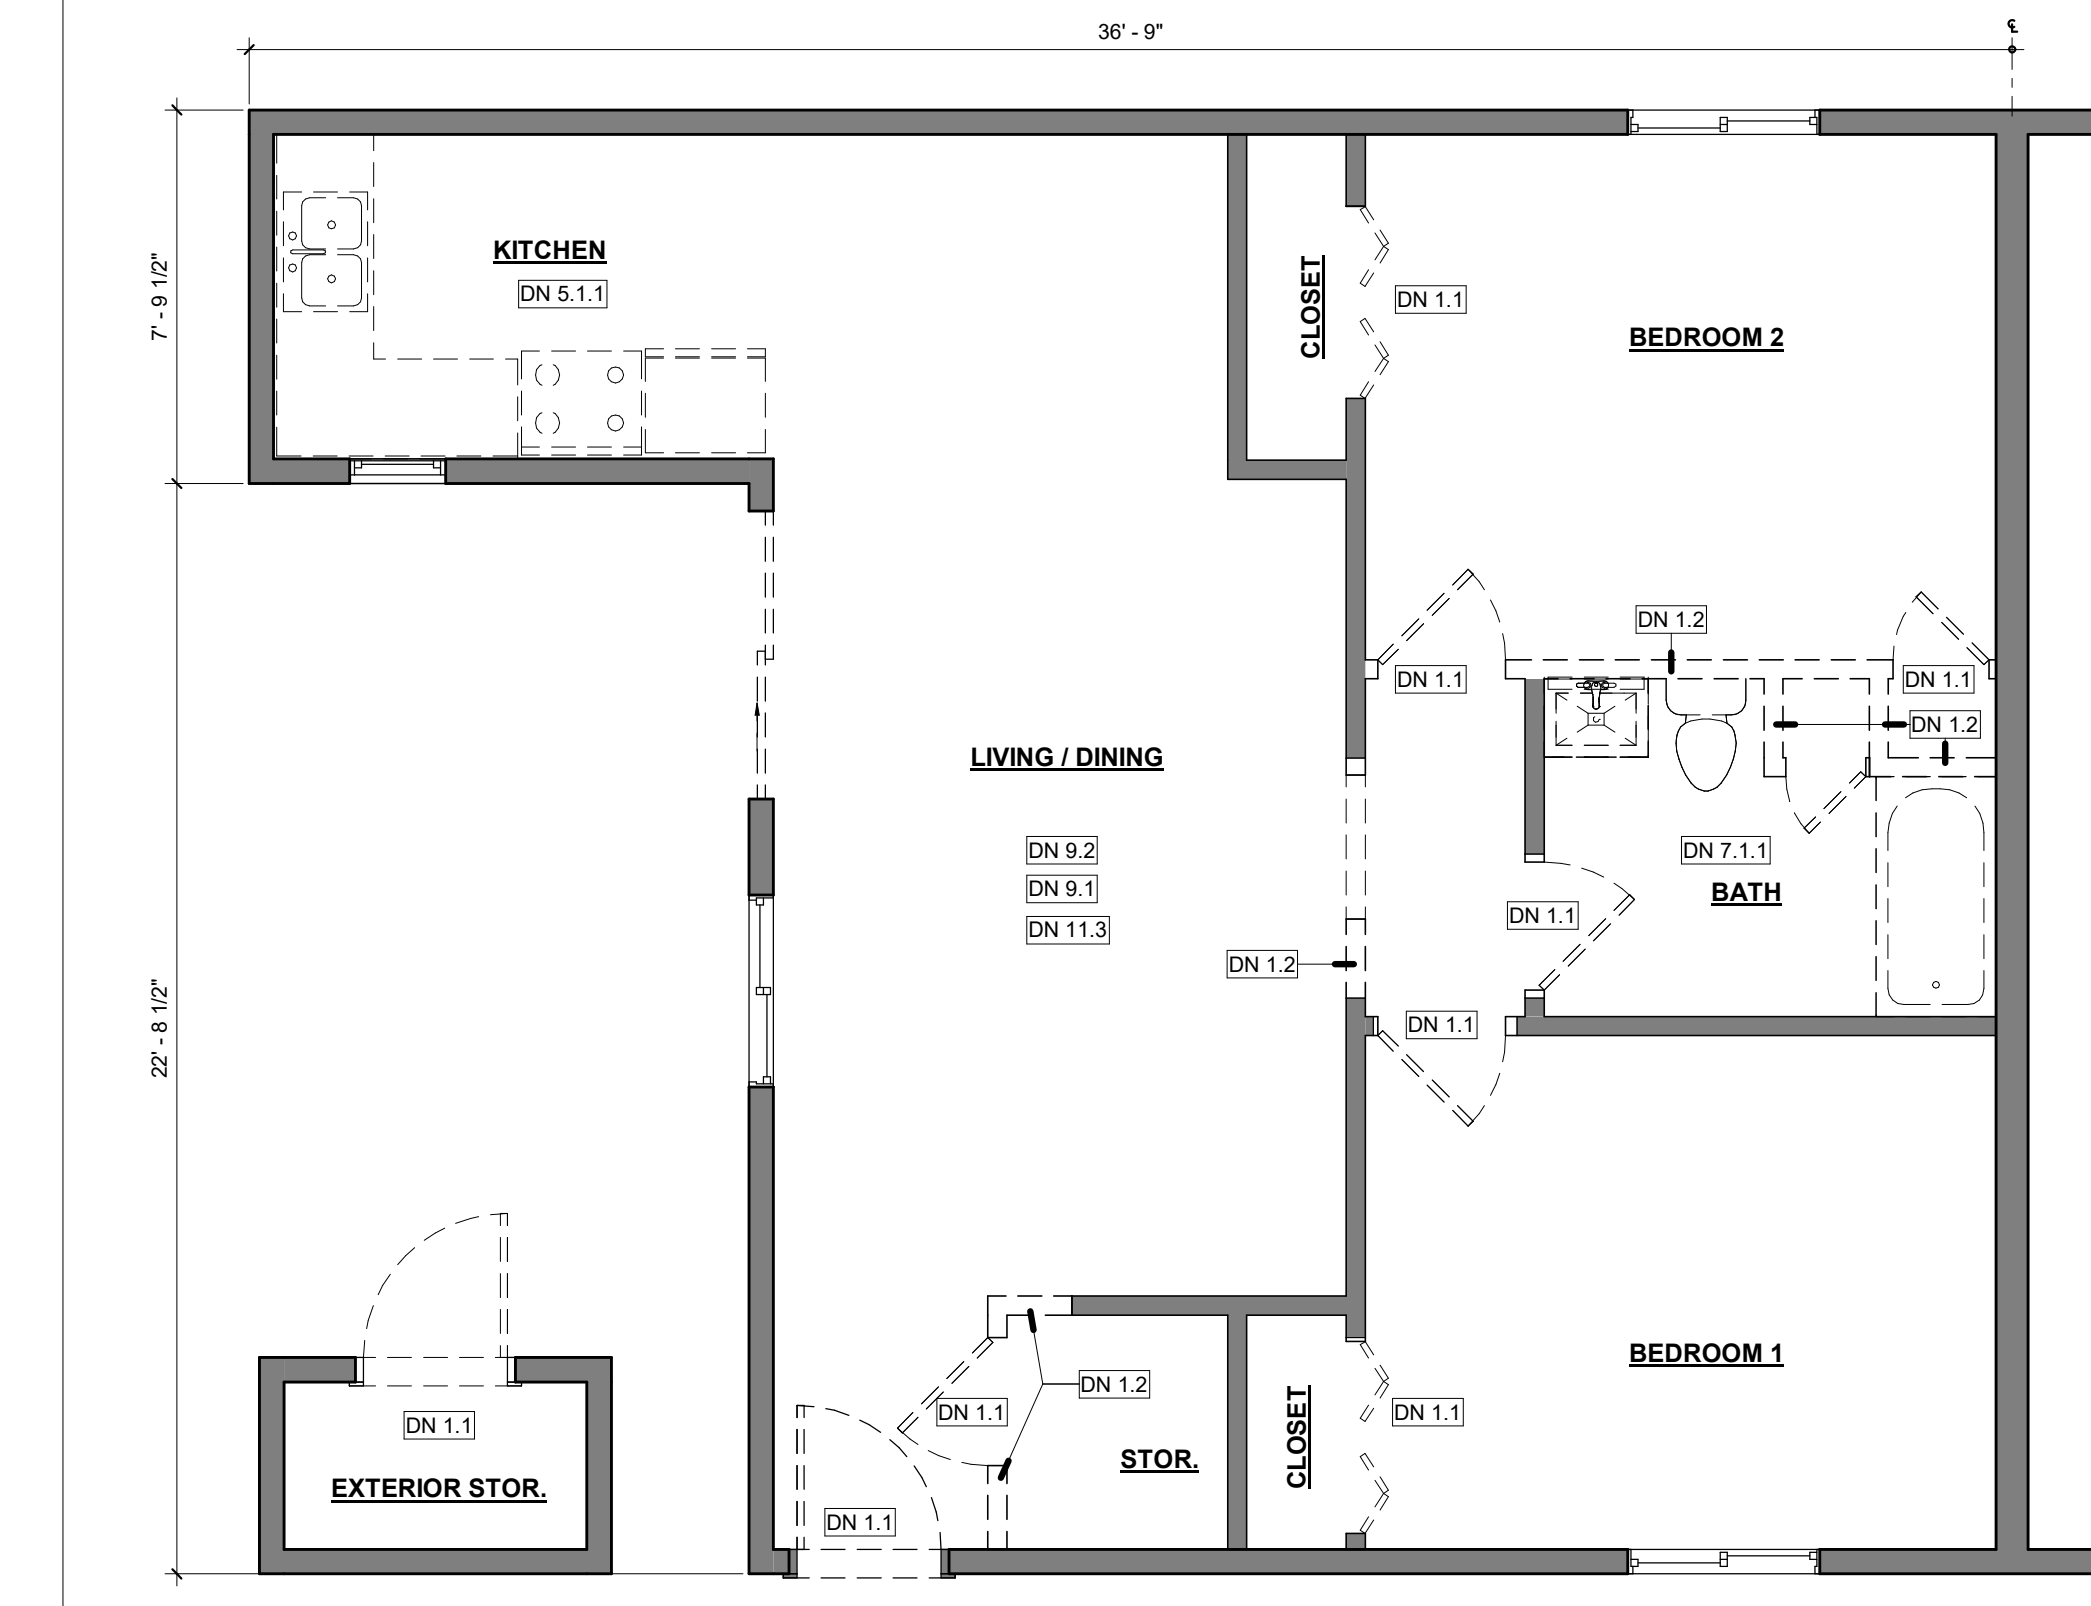 36' - 9"
℄
7' - 9 1/2"
KITCHEN
DN 5.1.1
CLOSET
DN 1.1
BEDROOM 2
DN 1.2
DN 1.1
DN 1.1
DN 1.2
LIVING / DINING
DN 9.2
DN 9.1
DN 11.3
DN 7.1.1
BATH
DN 1.1
DN 1.2
DN 1.1
22' - 8 1/2"
BEDROOM 1
DN 1.2
DN 1.1
CLOSET
DN 1.1
DN 1.1
STOR.
EXTERIOR STOR.
DN 1.1